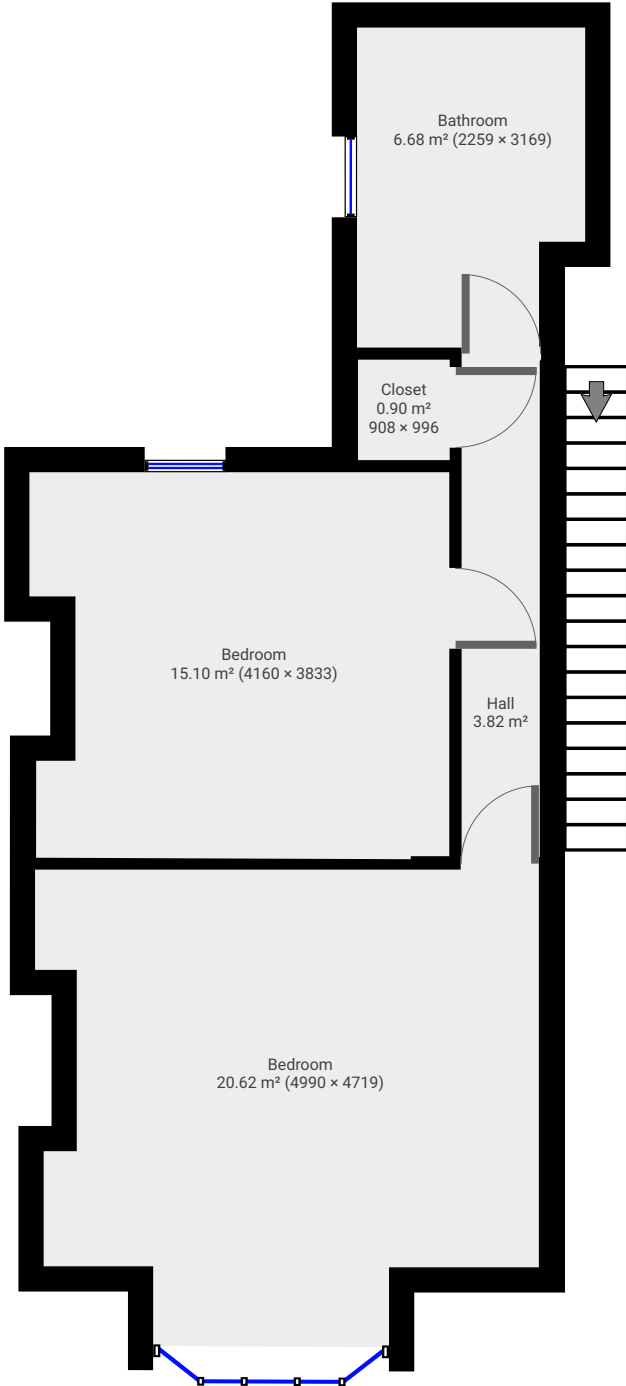 Bathroom
6.68 m² (2259 × 3169)
Closet
0.90 m²
908 × 996
Bedroom
15.10 m² (4160 × 3833)
Hall
3.82 m²
Bedroom
20.62 m² (4990 × 4719)